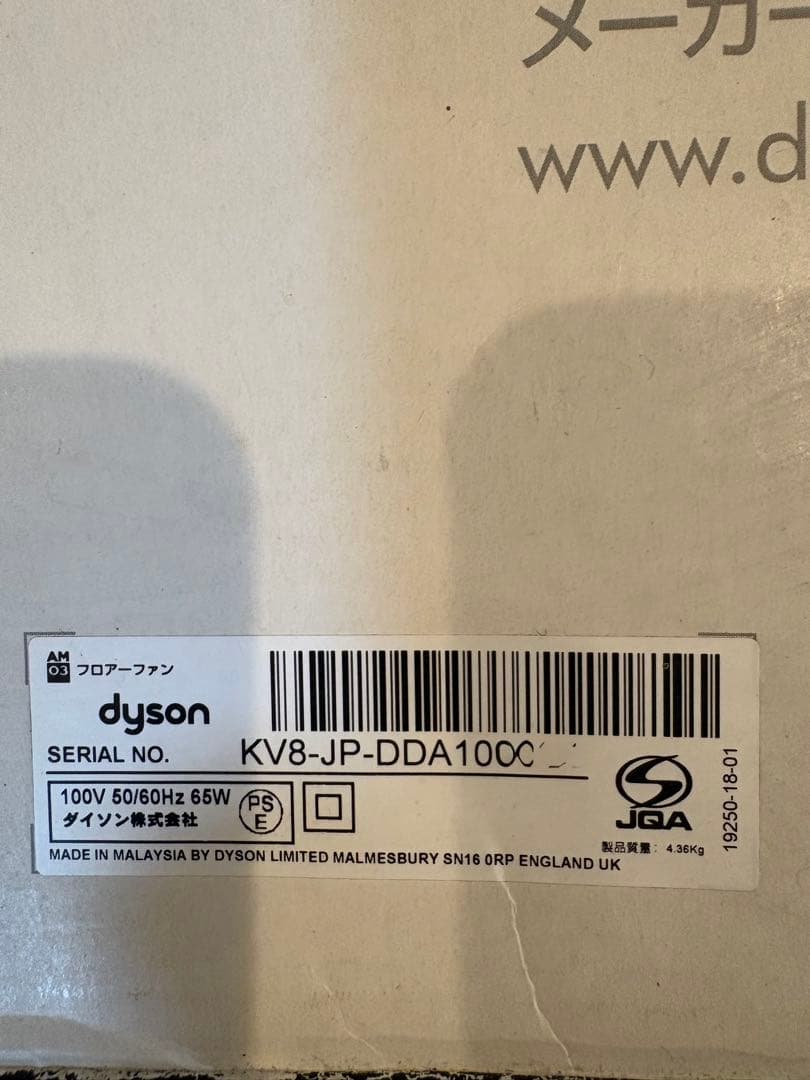 メーカー
www.d
AM
03 フロアーファン
dyson
SERIAL NO. KV8-JP-DDA100
100V 50/60Hz 65W
ダイソン株式会社
PS
E
JQA
製品質量: 4.36Kg
19250-18-01
MADE IN MALAYSIA BY DYSON LIMITED MALMESBURY SN16 0RP ENGLAND UK